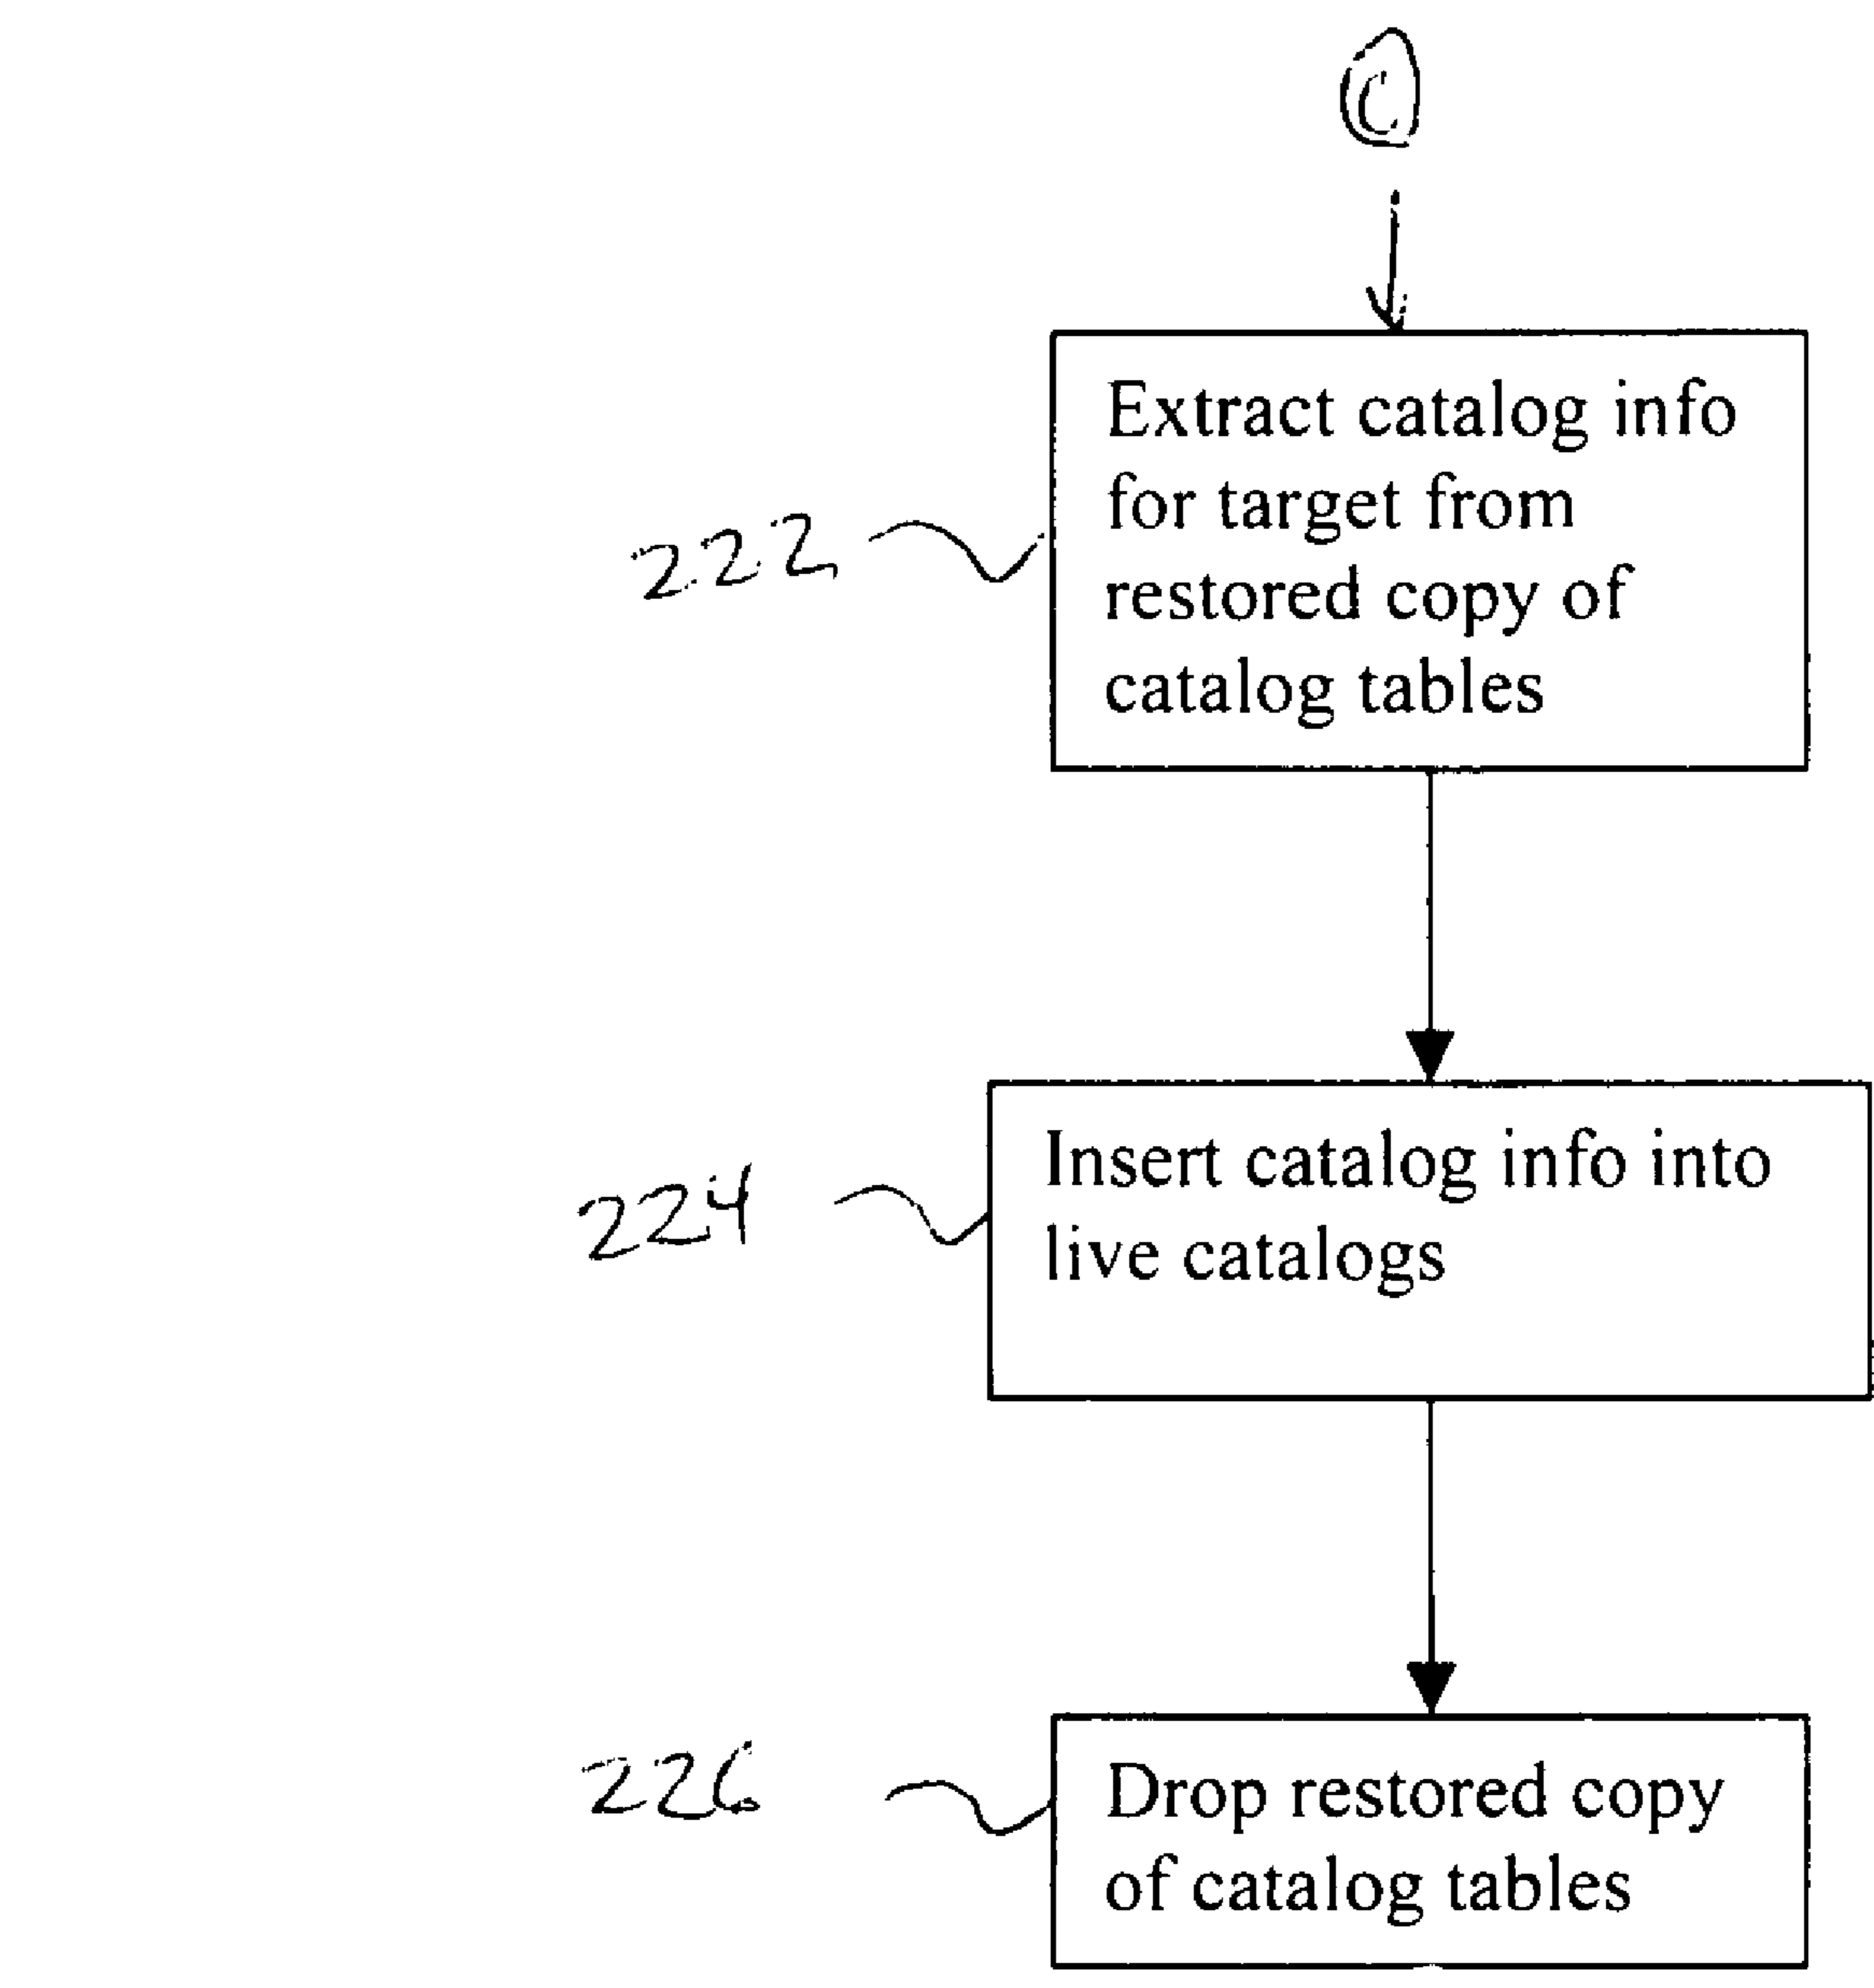 C
Extract catalog info
for target from
restored copy of
catalog tables
222
Insert catalog info into
live catalogs
224
Drop restored copy
of catalog tables
226